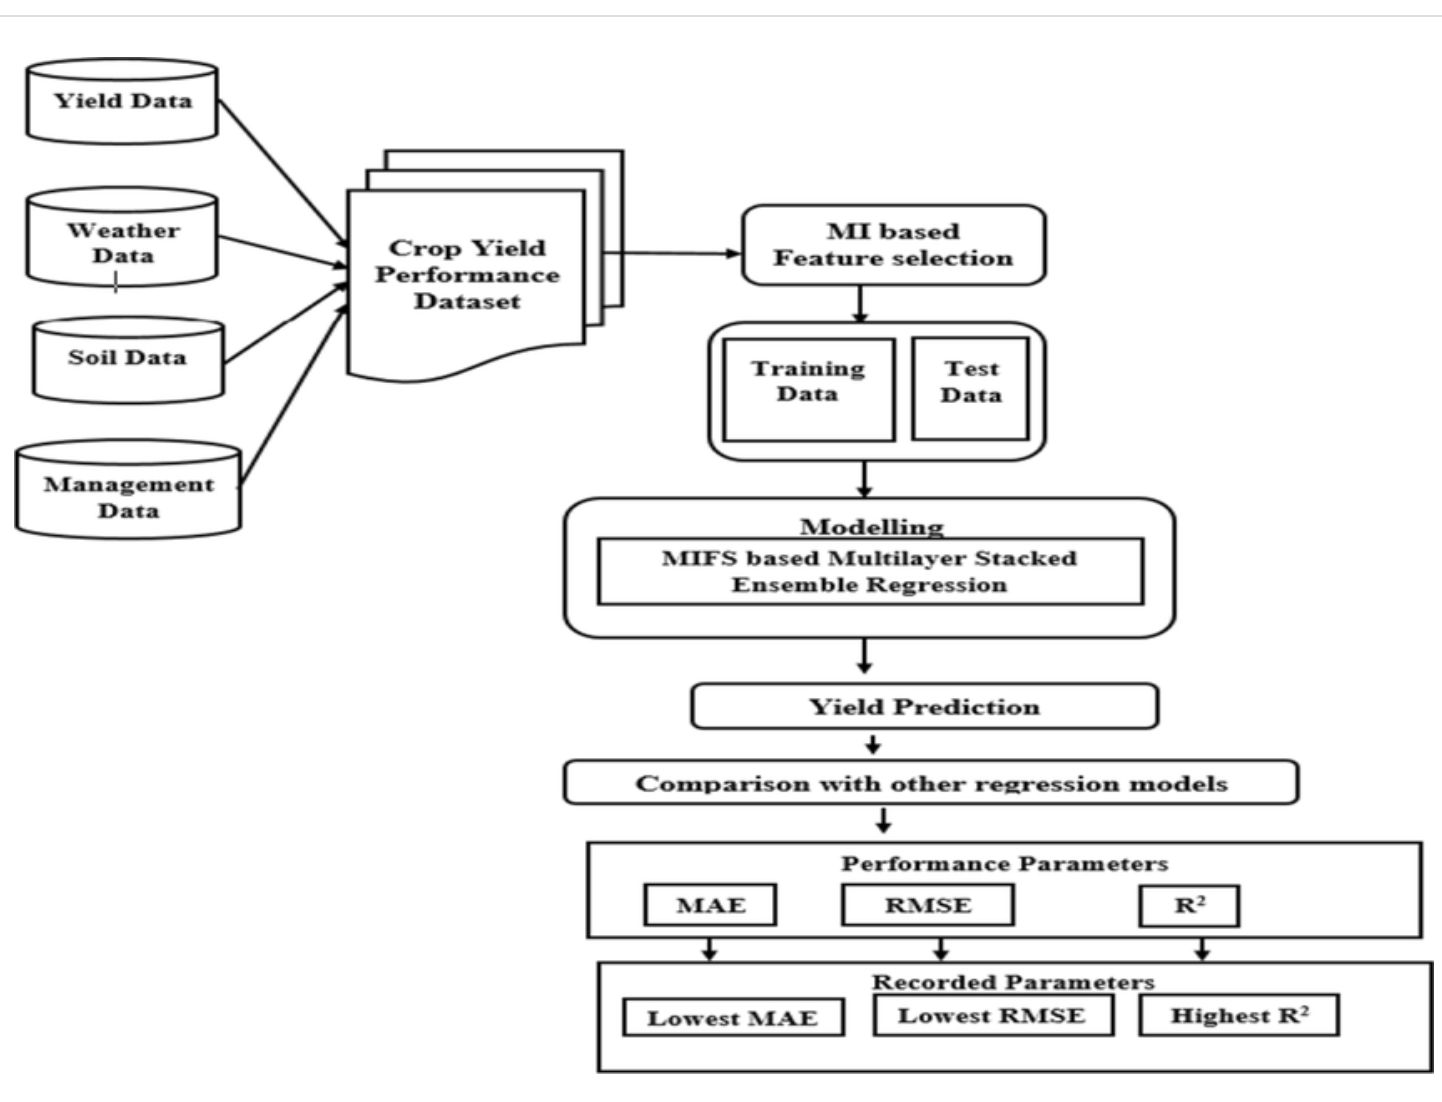 Yield Data
Weather
Data
Soil Data
Management
Data
Crop Yield
Performance
Dataset
MI based
Feature selection
Training
Data
Test
Data
Modelling
MIFS based Multilayer Stacked
Ensemble Regression
Yield Prediction
Comparison with other regression models
Performance Parameters
MAE
RMSE
R²
Recorded Parameters
Lowest MAE
Lowest RMSE
Highest R²